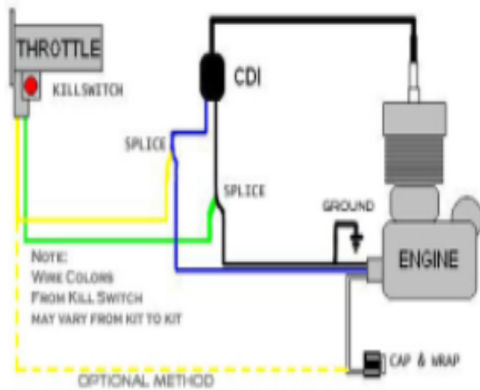 THROTTLE
KILLSWITCH
CDI
SPLICE
SPLICE
GROUND
ENGINE
NOTE:
WIRE COLORS
FROM KILL SWITCH
MAY VARY FROM KIT TO KIT
CAP & WRAP
OPTIONAL METHOD